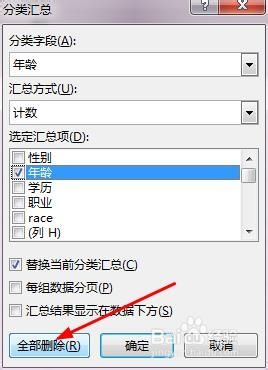 分类汇总
分类字段(A):
年龄
汇总方式(U):
计数
选定汇总项(D):
性别
年龄
学历
职业
race
(列 H)
替换当前分类汇总(C)
每组数据分页(P)
汇总结果显示在数据下方(S)
全部删除(R)
确定
取消
Bai
经验